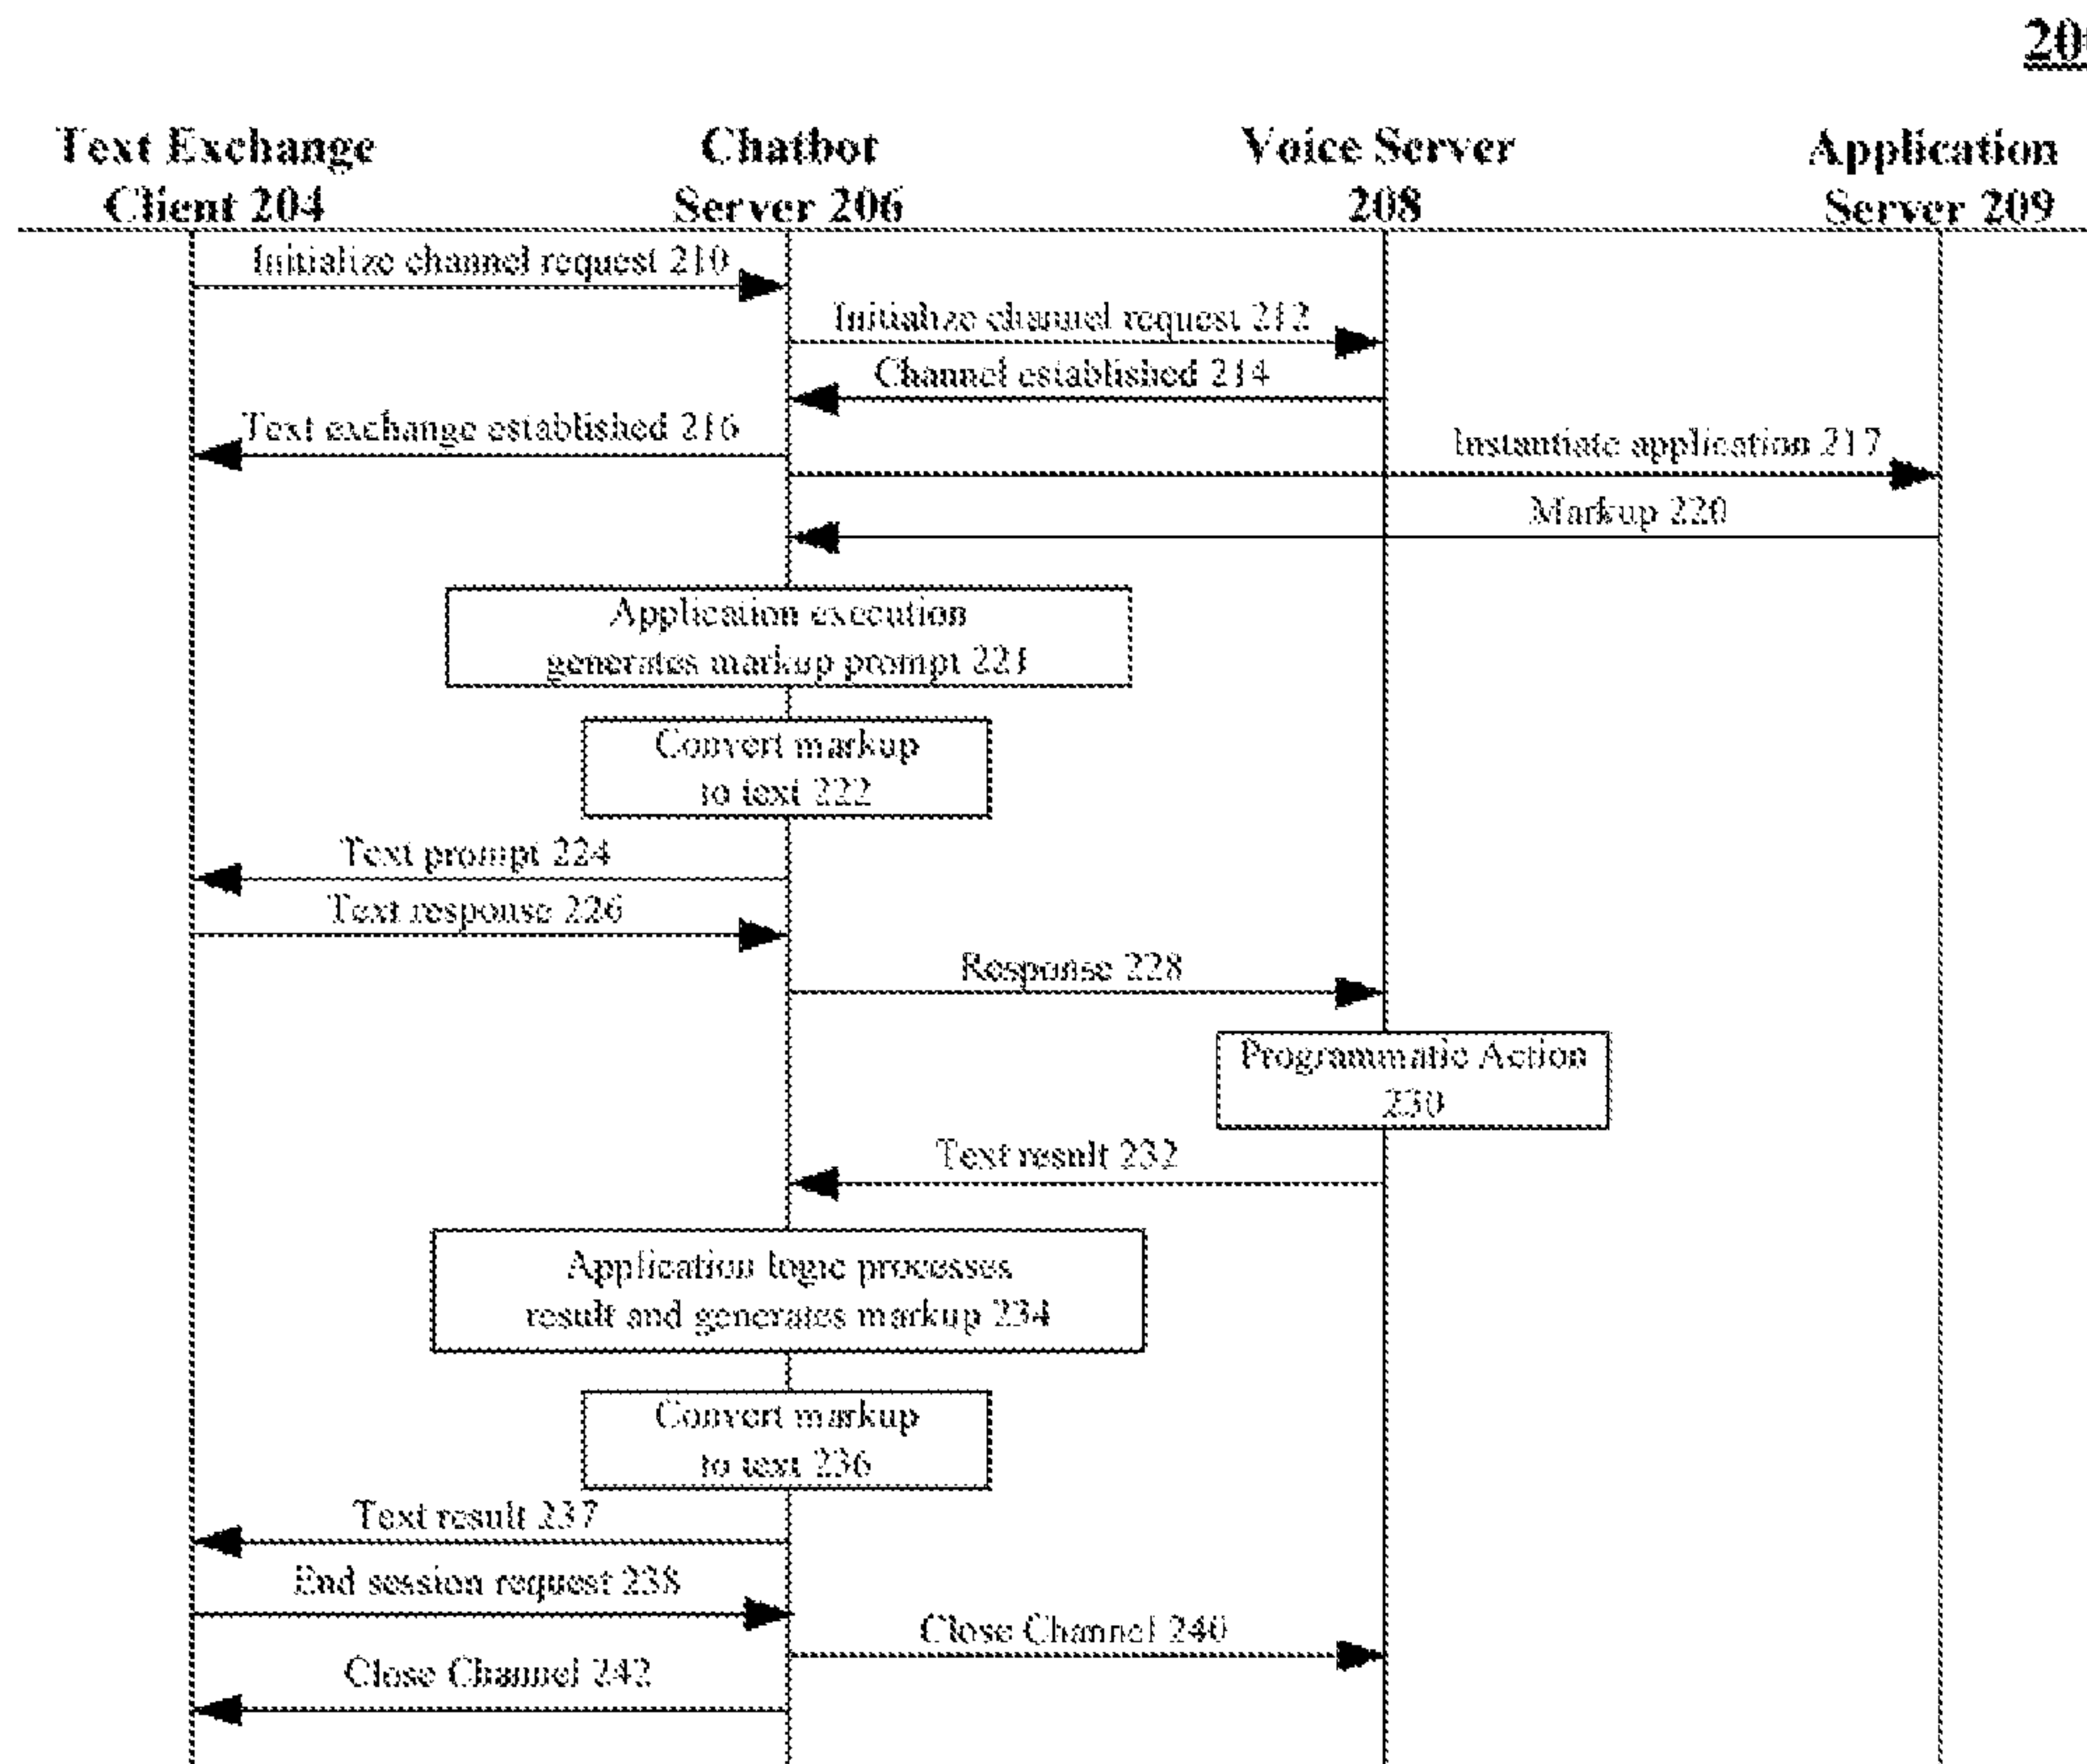 Text Exchange
Client 204
Chatbot
Server 206
Voice Server
208
Application
Server 209
Initialize channel request 210
Initialize channel request 212
Channel established 214
Text exchange established 216
Instantiate application 217
Markup 220
Application execution
generates markup prompt 221
Convert markup
to text 222
Text prompt 224
Text response 226
Response 228
Programmatic Action
230
Text result 232
Application logic processes
result and generates markup 234
Convert markup
to text 236
Text result 237
End session request 238
Close Channel 240
Close Channel 242